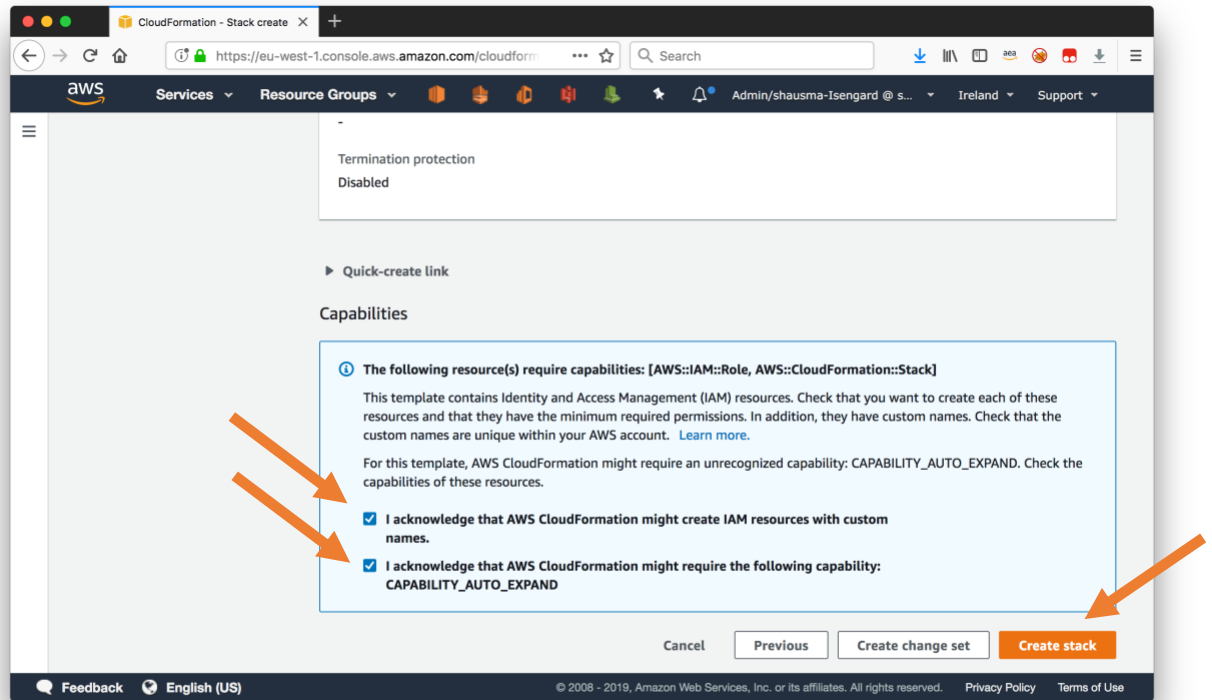 CloudFormation - Stack create
https://eu-west-1.console.aws.amazon.com/cloudform
Search
aea
aws
Services
Resource Groups
Admin/shausma-Isengard @ s...
Ireland
Support
-
Termination protection
Disabled
Quick-create link
Capabilities
The following resource(s) require capabilities: [AWS::IAM::Role, AWS::CloudFormation::Stack]
This template contains Identity and Access Management (IAM) resources. Check that you want to create each of these
resources and that they have the minimum required permissions. In addition, they have custom names. Check that the
custom names are unique within your AWS account. Learn more.
For this template, AWS CloudFormation might require an unrecognized capability: CAPABILITY_AUTO_EXPAND. Check the
capabilities of these resources.
I acknowledge that AWS CloudFormation might create IAM resources with custom
names.
I acknowledge that AWS CloudFormation might require the following capability:
CAPABILITY_AUTO_EXPAND
Cancel
Previous
Create change set
Create stack
Feedback
English (US)
© 2008 - 2019, Amazon Web Services, Inc. or its affiliates. All rights reserved.
Privacy Policy
Terms of Use